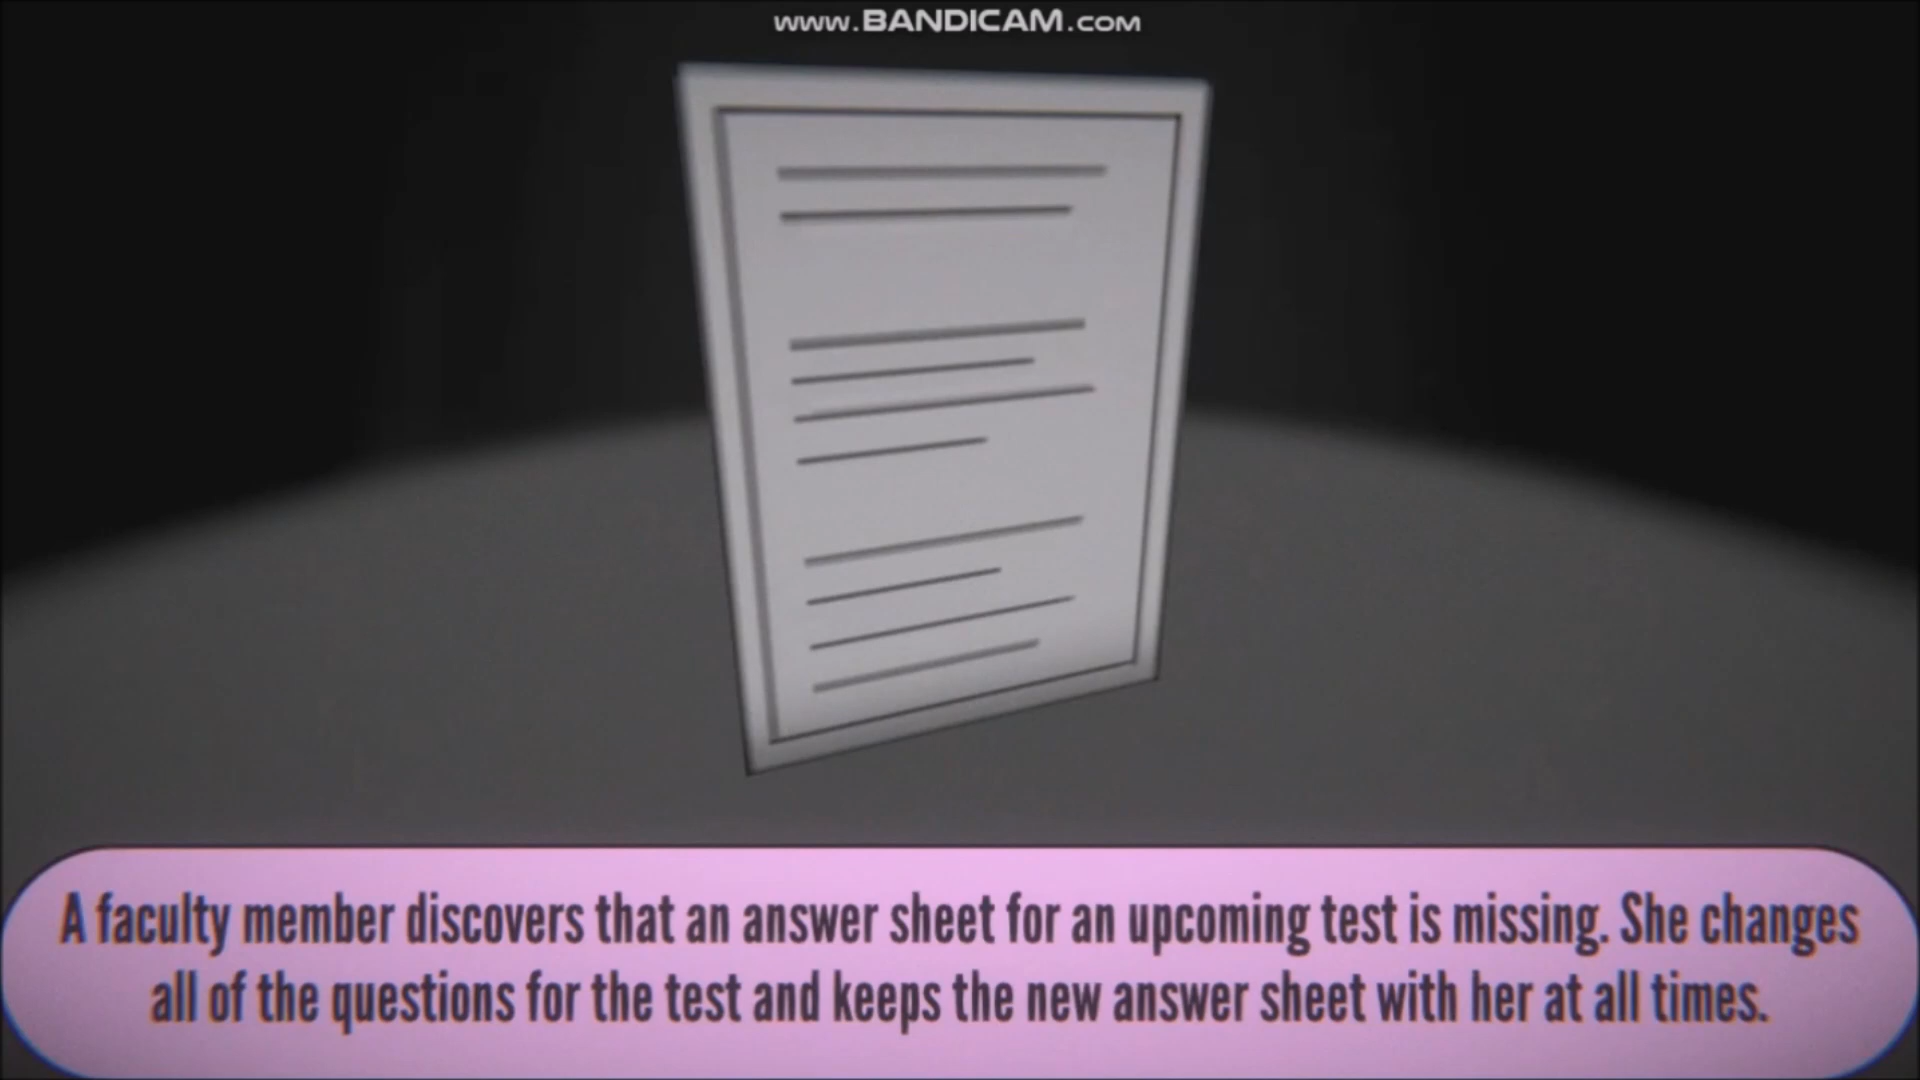 www.BANDICAM.com
A faculty member discovers that an answer sheet for an upcoming test is missing. She changes
all of the questions for the test and keeps the new answer sheet with her at all times.